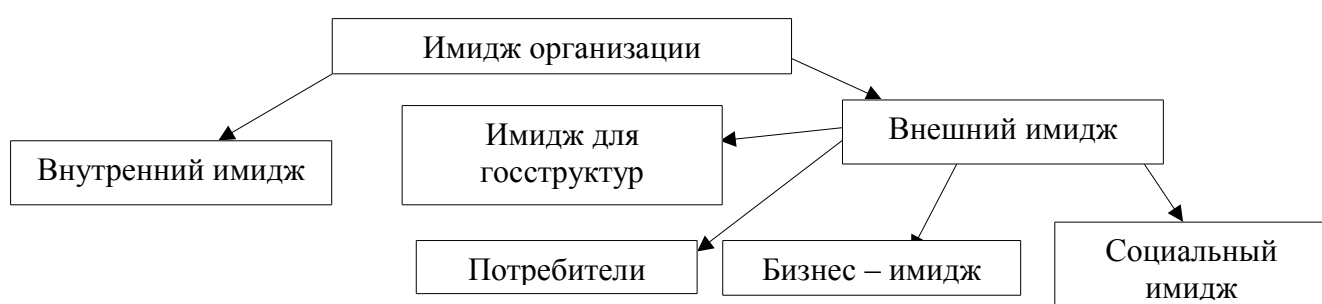 Имидж организации
Внутренний имидж
Имидж для
госструктур
Внешний имидж
Потребители
Бизнес – имидж
Социальный
имидж